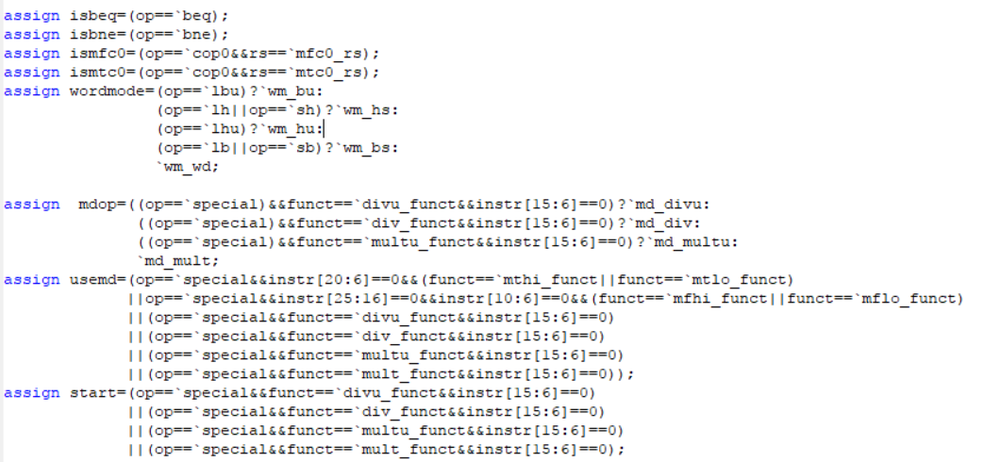 assign isbeq=(op==`beq);
assign isbne=(op==`bne);
assign ismfc0=(op==`cop0&&rs==`mfc0_rs);
assign ismtc0=(op==`cop0&&rs==`mtc0_rs);
assign wordmode=(op==`lbu)?`wm_bu:
(op==`lh||op==`sh)?`wm_hs:
(op==`lhu)?`wm_hu:
(op==`lb||op==`sb)?`wm_bs:
`wm_wd;
assign  mdop=((op==`special)&&funct==`divu_funct&&instr[15:6]==0)?`md_divu:
((op==`special)&&funct==`div_funct&&instr[15:6]==0)?`md_div:
((op==`special)&&funct==`multu_funct&&instr[15:6]==0)?`md_multu:
`md_mult;
assign usemd=(op==`special&&instr[20:6]==0&&(funct==`mthi_funct||funct==`mtlo_funct)
||op==`special&&instr[25:16]==0&&instr[10:6]==0&&(funct==`mfhi_funct||funct==`mflo_funct)
||(op==`special&&funct==`divu_funct&&instr[15:6]==0)
||(op==`special&&funct==`div_funct&&instr[15:6]==0)
||(op==`special&&funct==`multu_funct&&instr[15:6]==0)
||(op==`special&&funct==`mult_funct&&instr[15:6]==0));
assign start=(op==`special&&funct==`divu_funct&&instr[15:6]==0)
||(op==`special&&funct==`div_funct&&instr[15:6]==0)
||(op==`special&&funct==`multu_funct&&instr[15:6]==0)
||(op==`special&&funct==`mult_funct&&instr[15:6]==0);